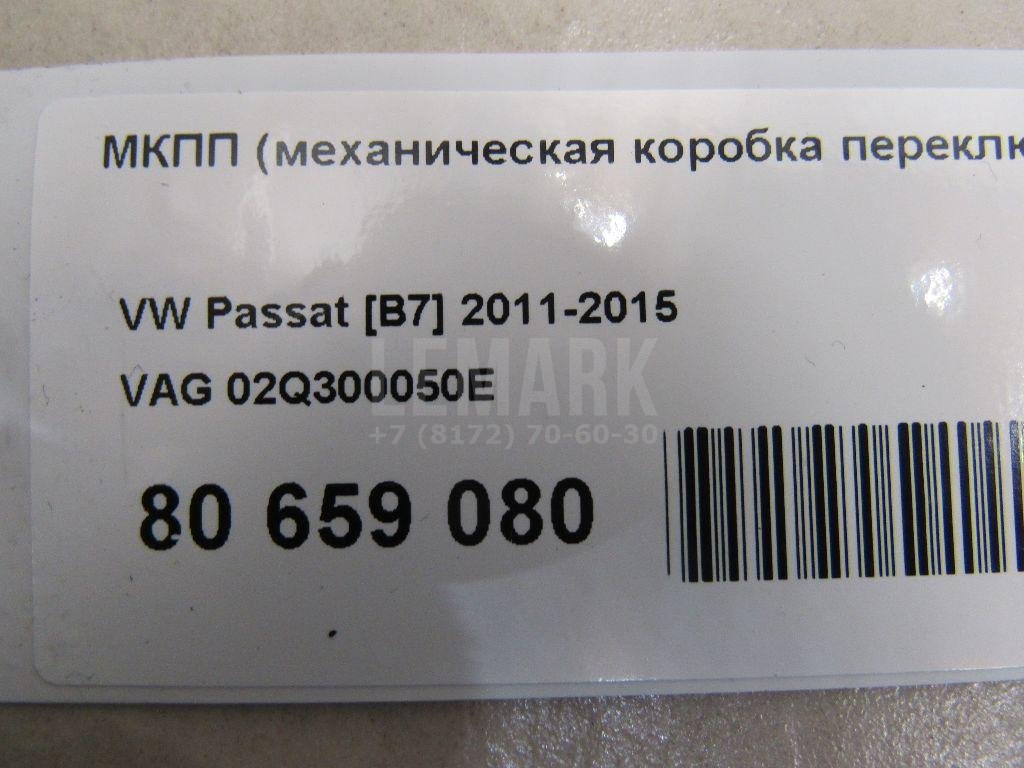 МКПП (механическая коробка переклю
VW Passat [B7] 2011-2015
LEMARK
VAG 02Q300050E
+7 (8172) 70-60-30
80 659 080